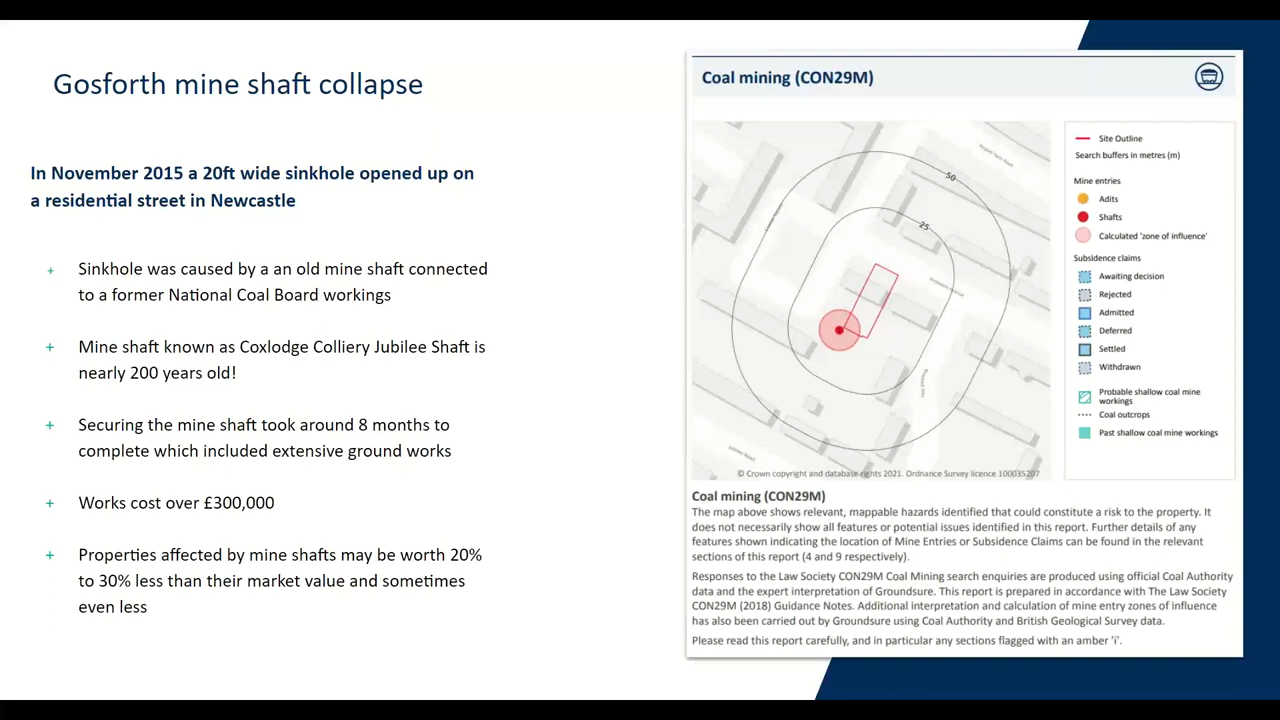 Gosforth mine shaft collapse
In November 2015 a 20ft wide sinkhole opened up on
a residential street in Newcastle
+ Sinkhole was caused by a an old mine shaft connected
to a former National Coal Board workings
+ Mine shaft known as Coxlodge Colliery Jubilee Shaft is
nearly 200 years old!
+ Securing the mine shaft took around 8 months to
complete which included extensive ground works
+ Works cost over £300,000
+ Properties affected by mine shafts may be worth 20%
to 30% less than their market value and sometimes
even less
Coal mining (CON29M)
50
25
© Crown copyright and database rights 2021. Ordnance Survey licence 100035207
Site Outline
Search buffers in metres (m)
Mine entries
Adits
Shafts
Calculated 'zone of influence'
Subsidence claims
Awaiting decision
Rejected
Admitted
Deferred
Settled
Withdrawn
Probable shallow coal mine
workings
Coal outcrops
Past shallow coal mine workings
Coal mining (CON29M)
The map above shows relevant, mappable hazards identified that could constitute a risk to the property. It
does not necessarily show all features or potential issues identified in this report. Further details of any
features shown indicating the location of Mine Entries or Subsidence Claims can be found in the relevant
sections of this report (4 and 9 respectively).
Responses to the Law Society CON29M Coal Mining search enquiries are produced using official Coal Authority
data and the expert interpretation of Groundsure. This report is prepared in accordance with The Law Society
CON29M (2018) Guidance Notes. Additional interpretation and calculation of mine entry zones of influence
has also been carried out by Groundsure using Coal Authority and British Geological Survey data.
Please read this report carefully, and in particular any sections flagged with an amber 'i'.